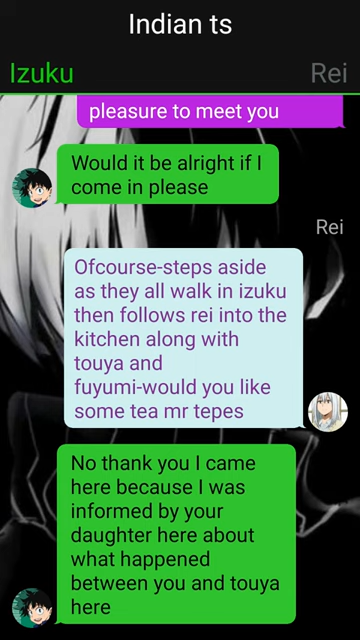 Indian ts
Izuku Rei
pleasure to meet you
Would it be alright if I
come in please
Rei
Ofcourse-steps aside
as they all walk in izuku
then follows rei into the
kitchen along with
touya and
fuyumi-would you like
some tea mr tepes
No thank you I came
here because I was
informed by your
daughter here about
what happened
between you and touya
here